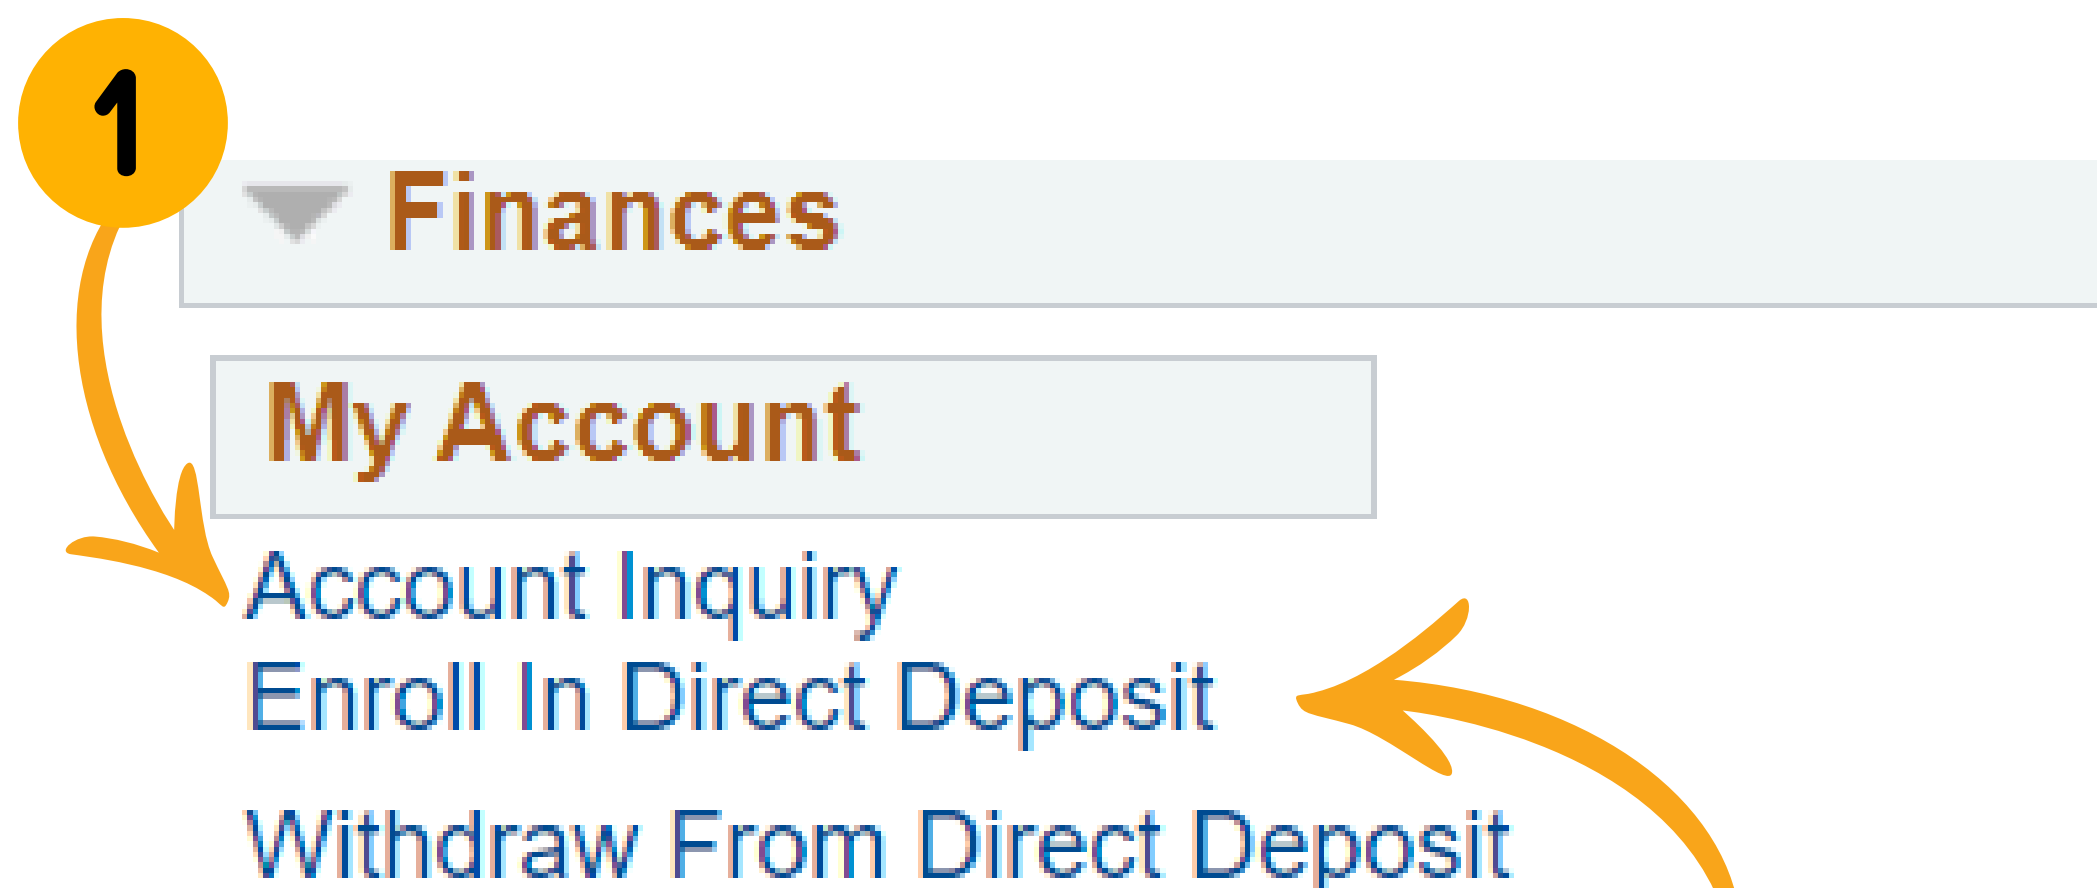 1
Finances
My Account
Account Inquiry
Enroll In Direct Deposit
Withdraw From Direct Deposit